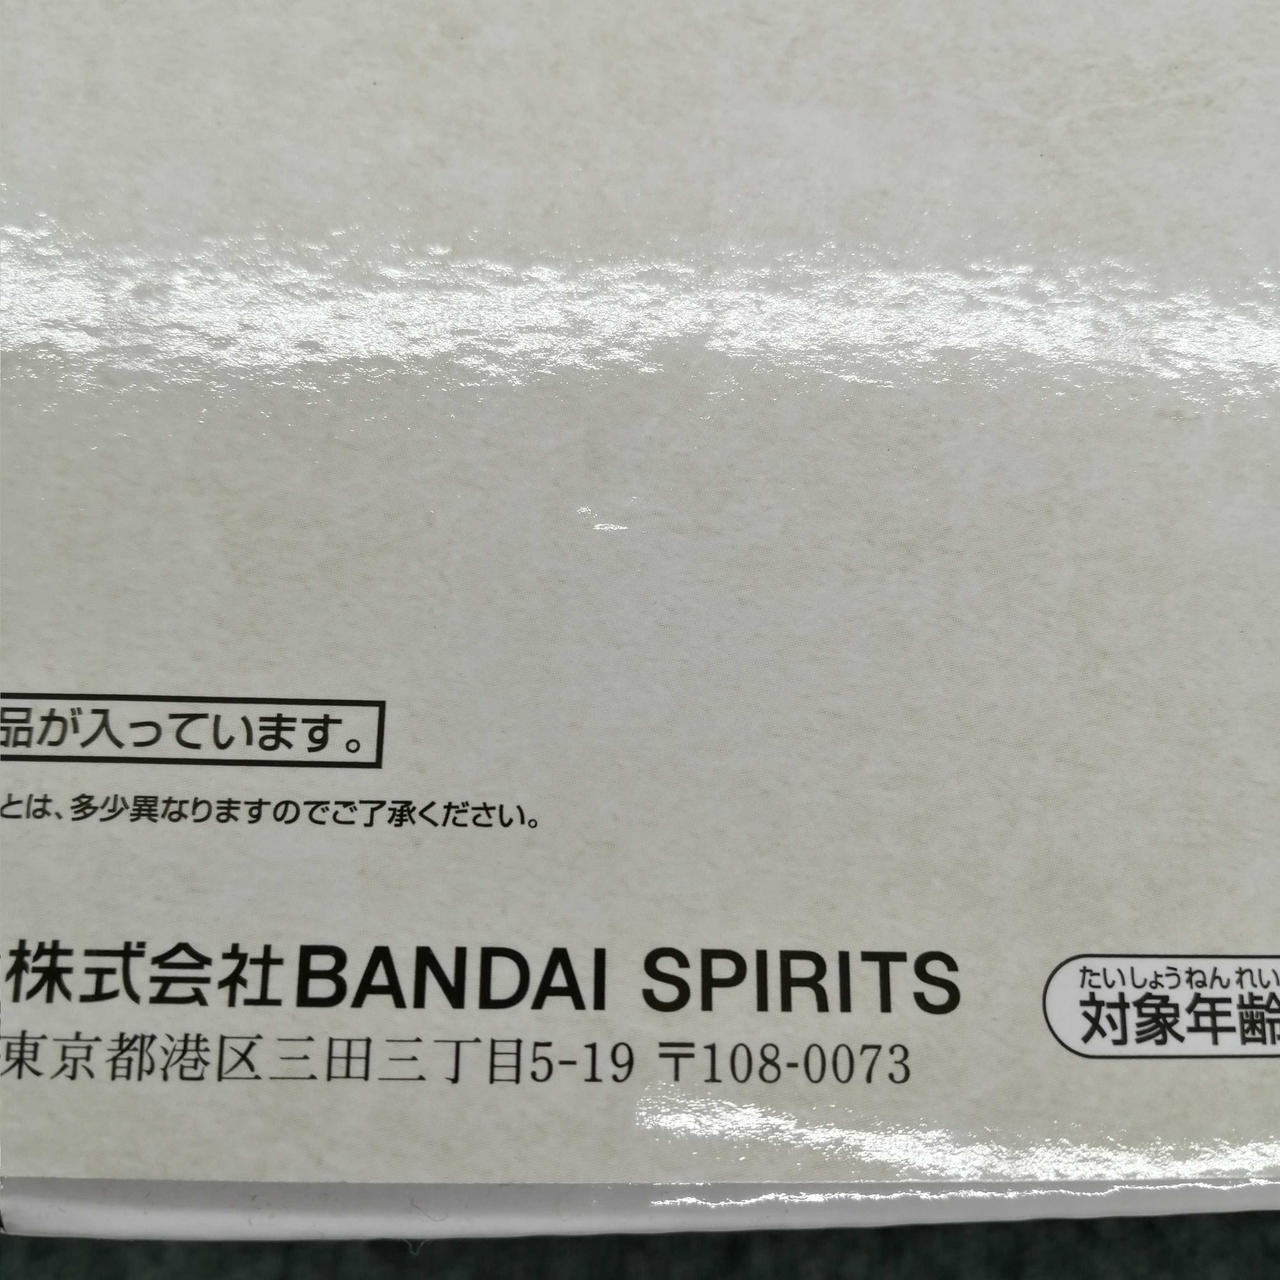 品が入っています。
とは、多少異なりますのでご了承ください。
株式会社BANDAI SPIRITS
東京都港区三田三丁目5-19 〒108-0073
たいしょうねんれい
対象年齢